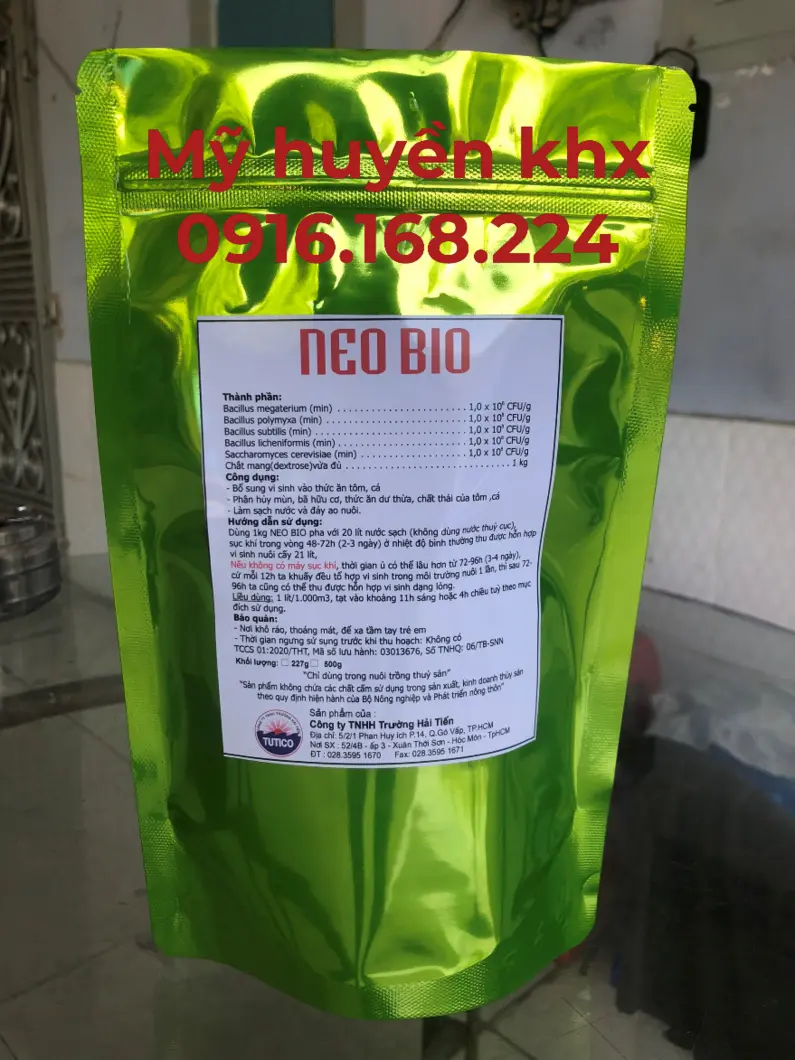 Mỹ huyền khx
0916.168.224
NEO BIO
Thành phần:
Bacillus megaterium (min) . . . . . . . . . . . . . . . . . . . . . . . 1,0 x 10⁹ CFU/g
Bacillus polymyxa (min) . . . . . . . . . . . . . . . . . . . . . . . . . 1,0 x 10⁹ CFU/g
Bacillus subtilis (min) . . . . . . . . . . . . . . . . . . . . . . . . . . . 1,0 x 10⁹ CFU/g
Bacillus licheniformis (min) . . . . . . . . . . . . . . . . . . . . . . . 1,0 x 10⁹ CFU/g
Saccharomyces cerevisiae (min) . . . . . . . . . . . . . . . . . . . 1,0 x 10⁹ CFU/g
Chất mang(dextrose)vừa đủ . . . . . . . . . . . . . . . . . . . . . . . . . . . . . 1 kg
Công dụng:
- Bổ sung vi sinh vào thức ăn tôm, cá
- Phân hủy mùn, bã hữu cơ, thức ăn dư thừa, chất thải của tôm ,cá
- Làm sạch nước và đáy ao nuôi.
Hướng dẫn sử dụng:
Dùng 1kg NEO BIO pha với 20 lít nước sạch (không dùng nước thuỷ cục),
sục khí trong vòng 48-72h (2-3 ngày) ở nhiệt độ bình thường thu được hỗn hợp
vi sinh nuôi cấy 21 lít,
Nếu không có máy sục khí, thời gian ủ có thể lâu hơn từ 72-96h (3-4 ngày),
cứ mỗi 12h ta khuấy đều tổ hợp vi sinh trong môi trường nuôi 1 lần, thì sau 72-
96h ta cũng có thể thu được hỗn hợp vi sinh dạng lỏng.
Liều dùng: 1 lít/1.000m3, tạt vào khoảng 11h sáng hoặc 4h chiều tuỳ theo mục
đích sử dụng.
Bảo quản:
- Nơi khô ráo, thoáng mát, để xa tầm tay trẻ em
- Thời gian ngưng sử sụng trước khi thu hoạch: Không có
TCCS 01:2020/THT, Mã số lưu hành: 03013676, Số TNHQ: 06/TB-SNN
Khối lượng: ☐ 227g ☐ 500g
"Chỉ dùng trong nuôi trồng thuỷ sản"
"Sản phẩm không chứa các chất cấm sử dụng trong sản xuất, kinh doanh thủy sản
theo quy định hiện hành của Bộ Nông nghiệp và Phát triển nông thôn"
TUTICO
Sản phẩm của :
Công ty TNHH Trường Hải Tiến
Địa chỉ: 5/2/1 Phan Huy Ích P.14, Q.Gò Vấp, TP.HCM
Nơi SX : 52/4B - ấp 3 - Xuân Thới Sơn - Hóc Môn - TpHCM
ĐT : 028.3595 1670 Fax: 028.3595 1671